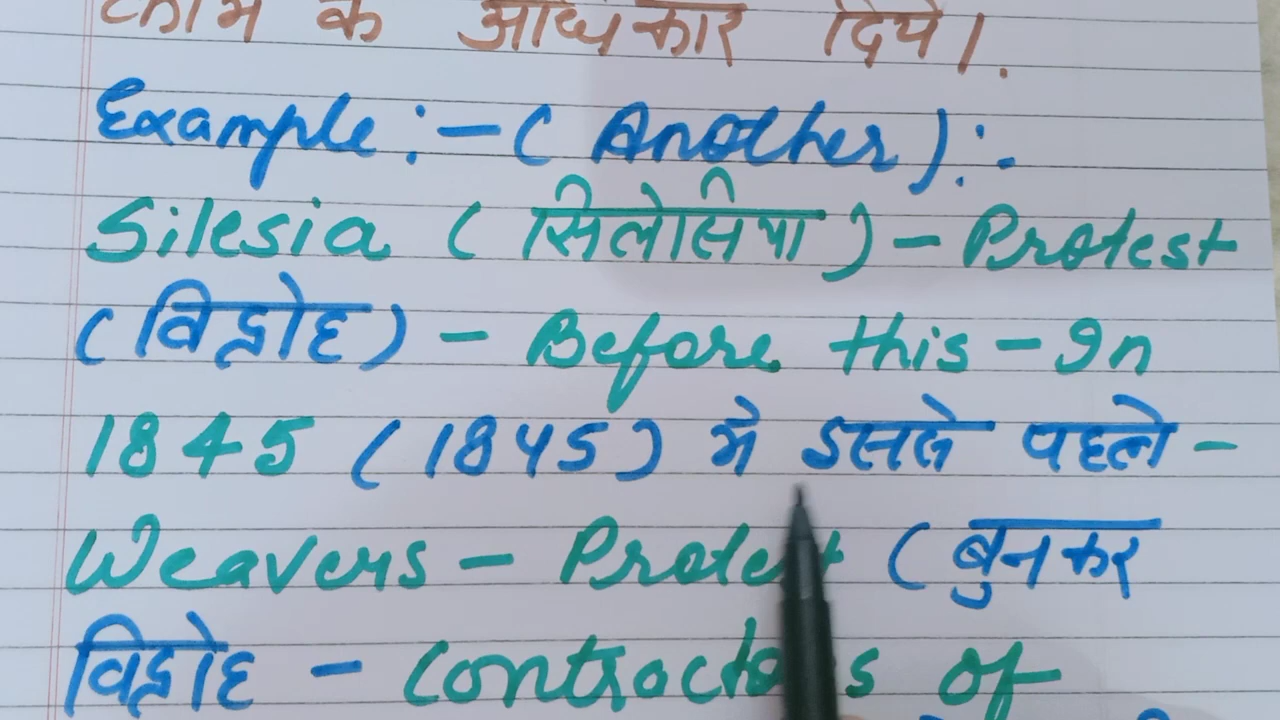 काम के अधिकार दिये।.
Example:-(Another):-
Silesia (सिलेसिया)-Protest
(विद्रोह) - Before this - In
1845 (1845) मे इससे पहले -
Weavers - Protest (बुनकर
विद्रोह - Contractors of